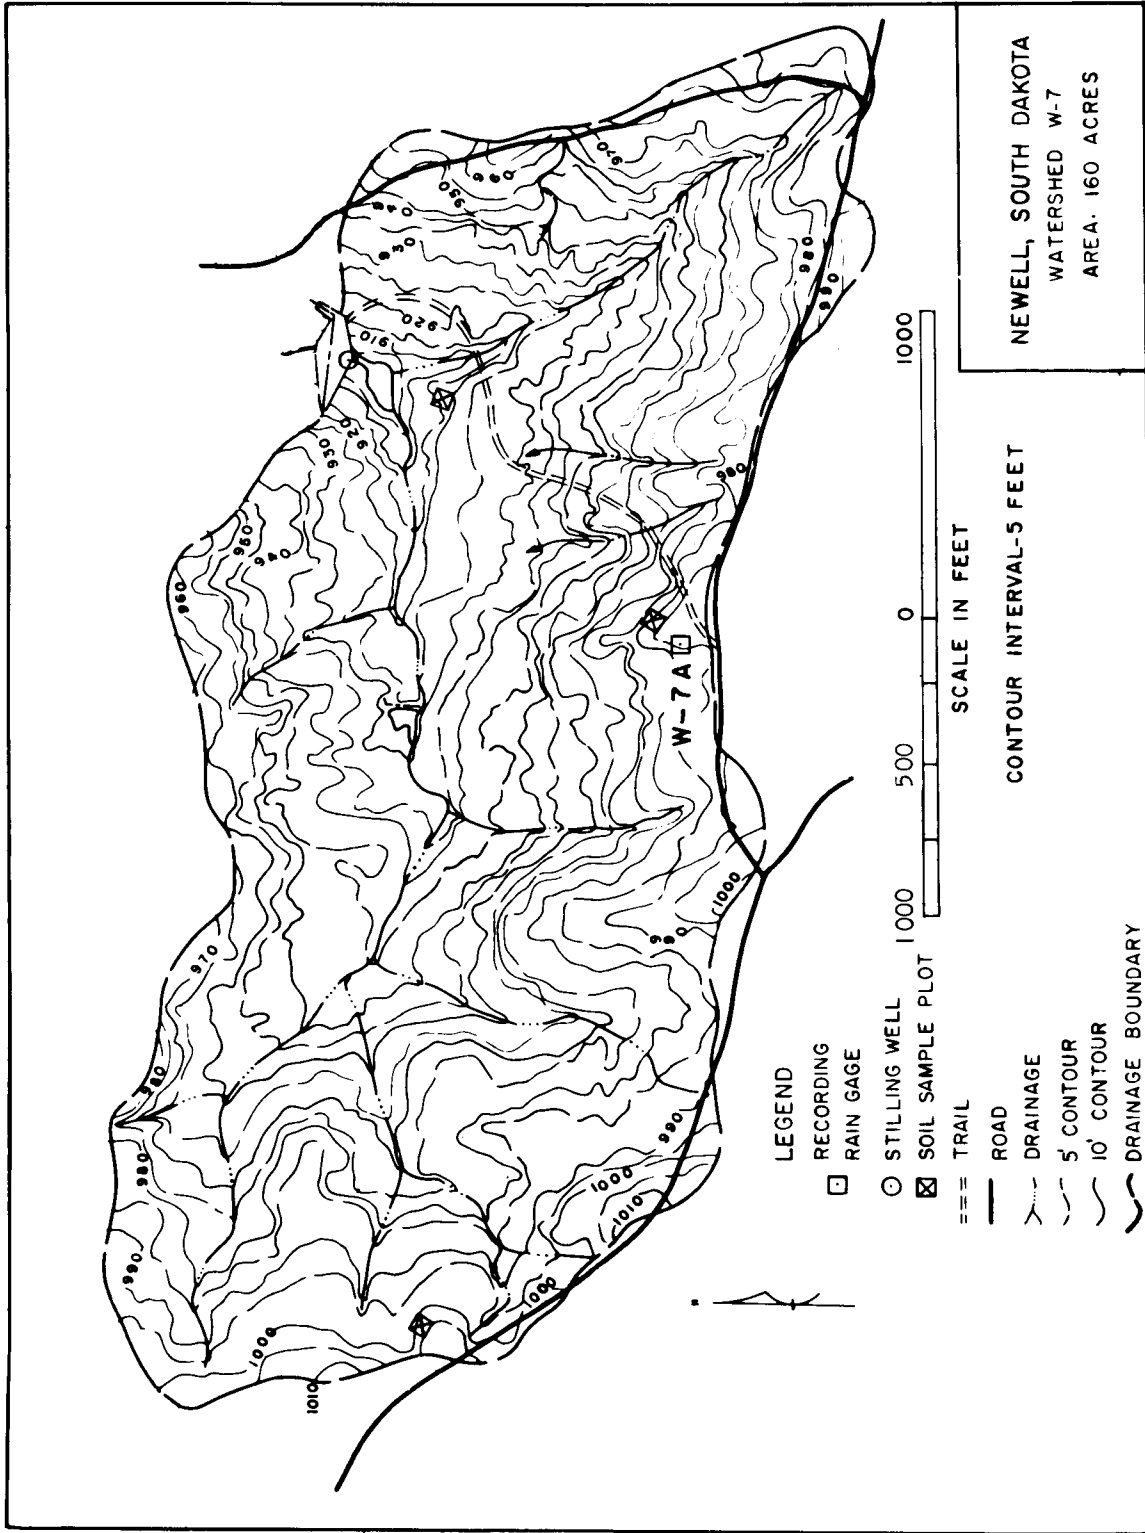 NEWELL, SOUTH DAKOTA
WATERSHED W-7
AREA. 160 ACRES
1000
500
0
1000
SCALE IN FEET
CONTOUR INTERVAL-5 FEET
LEGEND
RECORDING
RAIN GAGE
STILLING WELL
SOIL SAMPLE PLOT
TRAIL
ROAD
DRAINAGE
5' CONTOUR
10' CONTOUR
DRAINAGE BOUNDARY
W-7A
1010
1000
990
980
980
970
960
950
940
930
920
910
920
930
940
950
960
970
980
990
980
990
1000
990
1000
1010
1000